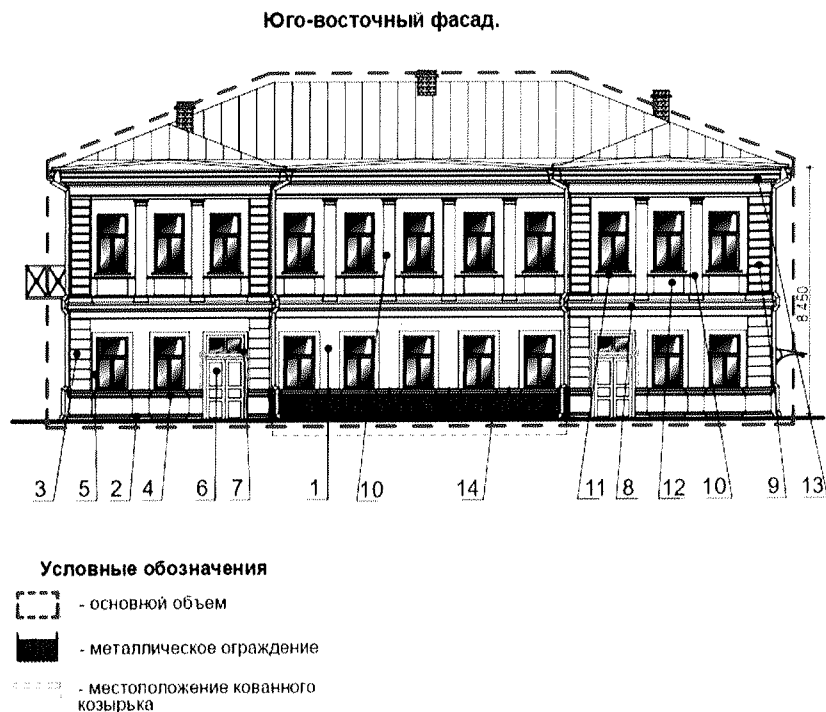 Юго-восточный фасад.
8.450
3 5 2 4 6 7 1 10 14 11 8 12 10 9 13
Условные обозначения
- основной объем
- металлическое ограждение
- местоположение кованного
козырька